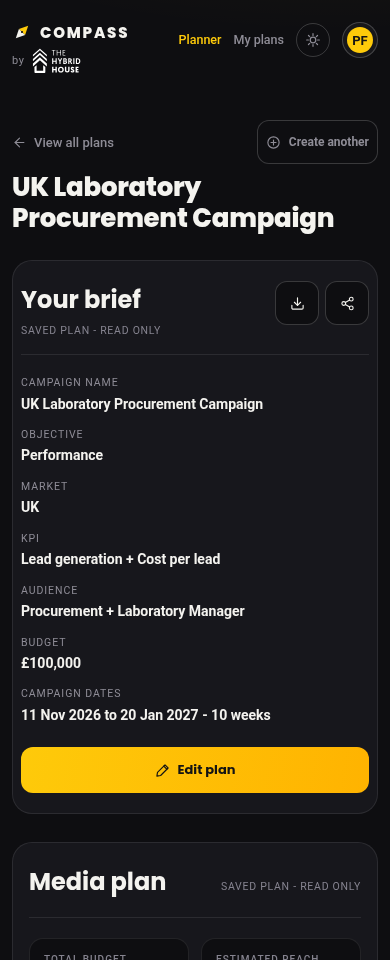 COMPASS
by THE HYBRID HOUSE
Planner
My plans
PF
View all plans
Create another
UK Laboratory
Procurement Campaign
Your brief
SAVED PLAN - READ ONLY
CAMPAIGN NAME
UK Laboratory Procurement Campaign
OBJECTIVE
Performance
MARKET
UK
KPI
Lead generation + Cost per lead
AUDIENCE
Procurement + Laboratory Manager
BUDGET
£100,000
CAMPAIGN DATES
11 Nov 2026 to 20 Jan 2027 - 10 weeks
Edit plan
Media plan
SAVED PLAN - READ ONLY
TOTAL BUDGET
ESTIMATED REACH